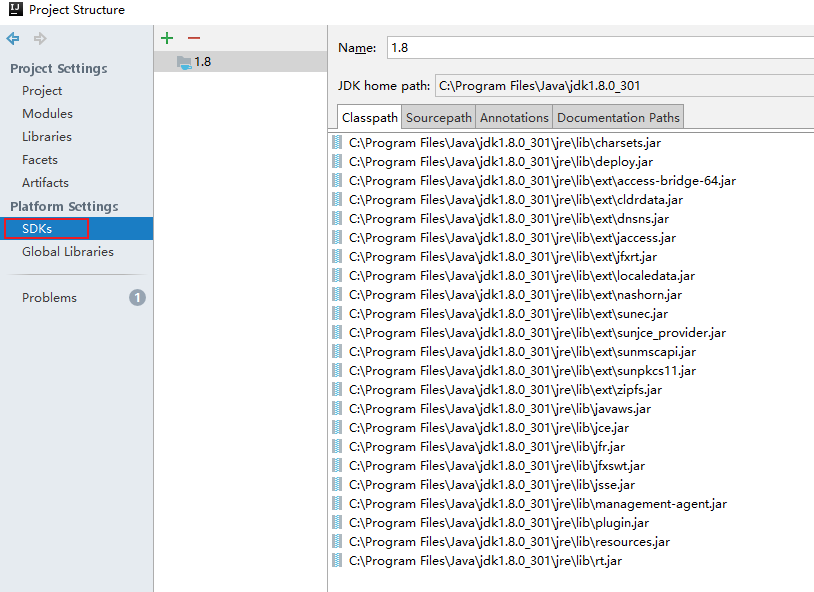 Project Structure
Project Settings
Project
Modules
Libraries
Facets
Artifacts
Platform Settings
SDKs
Global Libraries
Problems 1
1.8
Name: 1.8
JDK home path: C:\Program Files\Java\jdk1.8.0_301
Classpath Sourcepath Annotations Documentation Paths
C:\Program Files\Java\jdk1.8.0_301\jre\lib\charsets.jar
C:\Program Files\Java\jdk1.8.0_301\jre\lib\deploy.jar
C:\Program Files\Java\jdk1.8.0_301\jre\lib\ext\access-bridge-64.jar
C:\Program Files\Java\jdk1.8.0_301\jre\lib\ext\cldrdata.jar
C:\Program Files\Java\jdk1.8.0_301\jre\lib\ext\dnsns.jar
C:\Program Files\Java\jdk1.8.0_301\jre\lib\ext\jaccess.jar
C:\Program Files\Java\jdk1.8.0_301\jre\lib\ext\jfxrt.jar
C:\Program Files\Java\jdk1.8.0_301\jre\lib\ext\localedata.jar
C:\Program Files\Java\jdk1.8.0_301\jre\lib\ext\nashorn.jar
C:\Program Files\Java\jdk1.8.0_301\jre\lib\ext\sunec.jar
C:\Program Files\Java\jdk1.8.0_301\jre\lib\ext\sunjce_provider.jar
C:\Program Files\Java\jdk1.8.0_301\jre\lib\ext\sunmscapi.jar
C:\Program Files\Java\jdk1.8.0_301\jre\lib\ext\sunpkcs11.jar
C:\Program Files\Java\jdk1.8.0_301\jre\lib\ext\zipfs.jar
C:\Program Files\Java\jdk1.8.0_301\jre\lib\javaws.jar
C:\Program Files\Java\jdk1.8.0_301\jre\lib\jce.jar
C:\Program Files\Java\jdk1.8.0_301\jre\lib\jfr.jar
C:\Program Files\Java\jdk1.8.0_301\jre\lib\jfxswt.jar
C:\Program Files\Java\jdk1.8.0_301\jre\lib\jsse.jar
C:\Program Files\Java\jdk1.8.0_301\jre\lib\management-agent.jar
C:\Program Files\Java\jdk1.8.0_301\jre\lib\plugin.jar
C:\Program Files\Java\jdk1.8.0_301\jre\lib\resources.jar
C:\Program Files\Java\jdk1.8.0_301\jre\lib\rt.jar